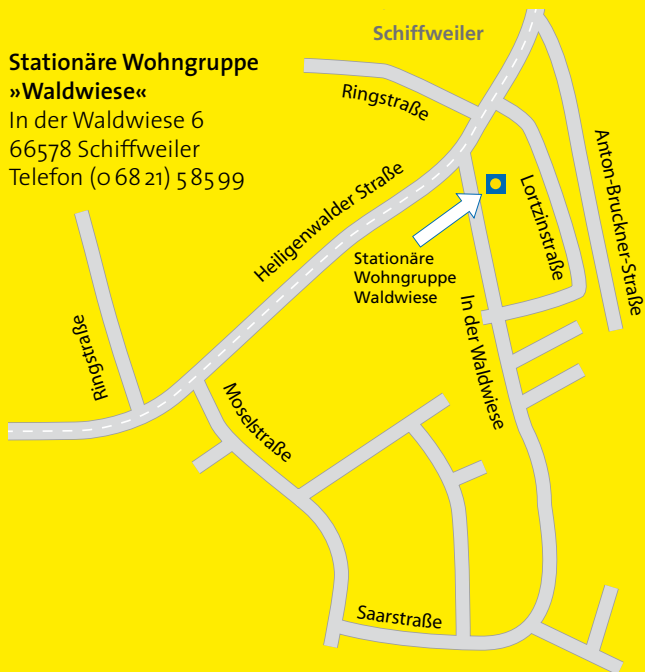 Schiffweiler
Stationäre Wohngruppe
»Waldwiese«
In der Waldwiese 6
66578 Schiffweiler
Telefon (0 68 21) 5 85 99
Ringstraße
Anton-Bruckner-Straße
Lortzinstraße
Heiligenwalder Straße
Stationäre
Wohngruppe
Waldwiese
In der Waldwiese
Ringstraße
Moselstraße
Saarstraße